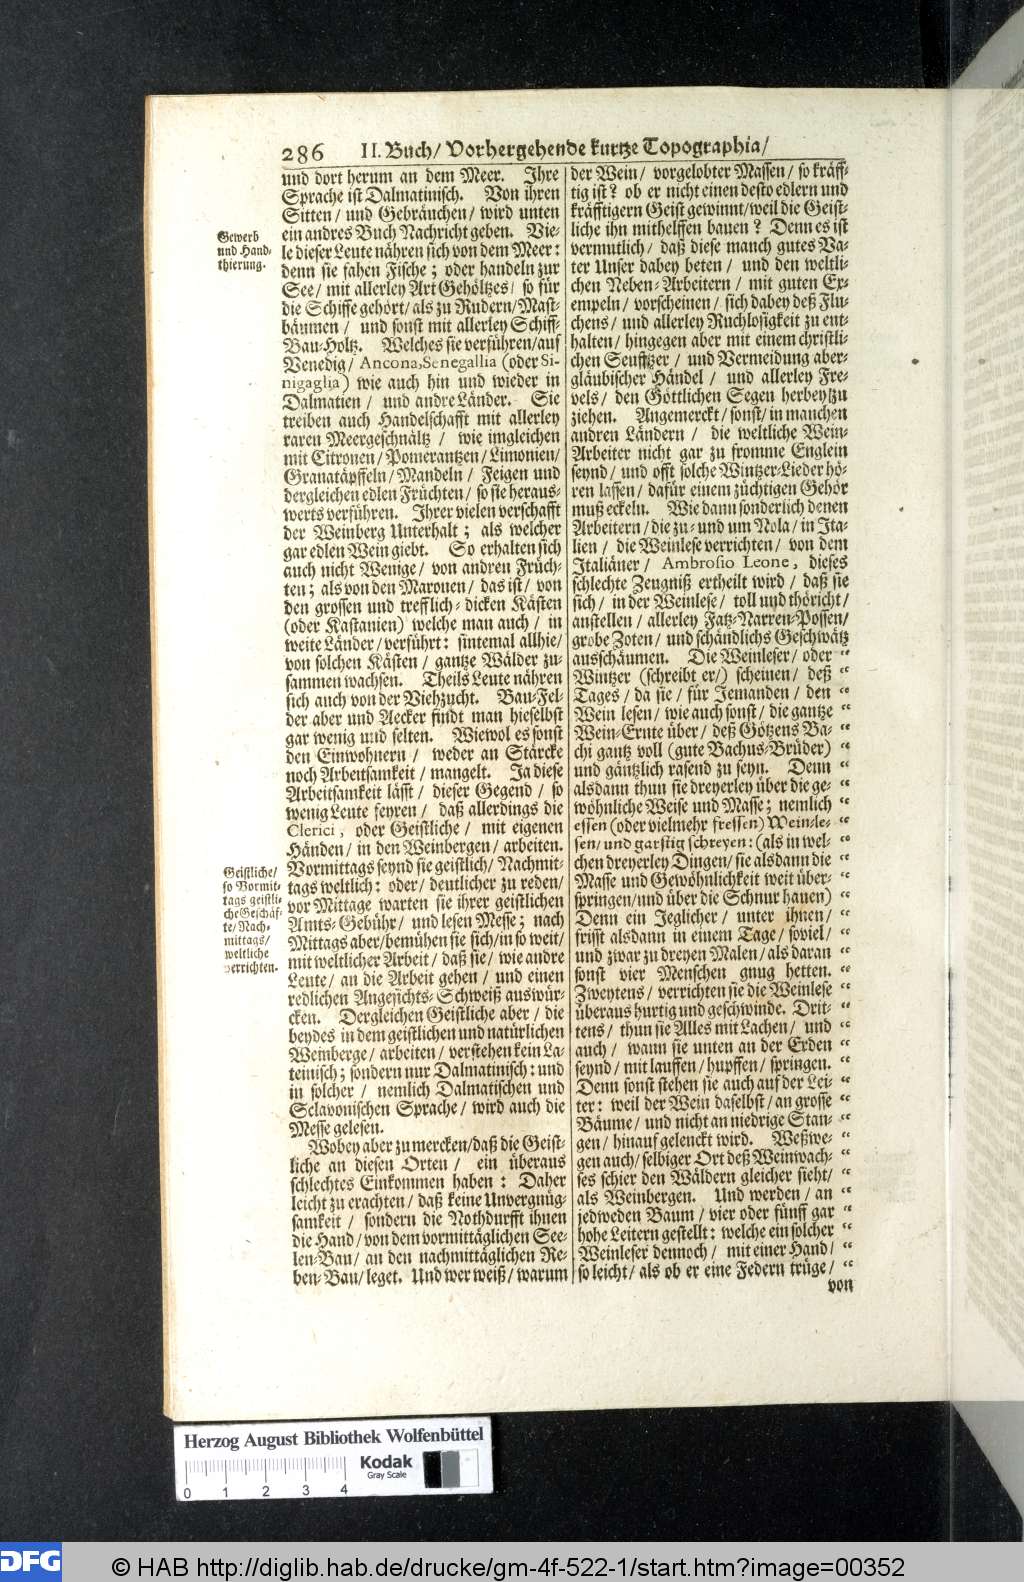 286 II. Buch/ Vorhergehende kurtze Topographia/
und dort herum an dem Meer. Ihre
Sprache ist Dalmatinisch. Von ihren
Sitten/ und Gebräuchen/ wird unten
ein andres Buch Nachricht geben. Vie-
le dieser Leute nähren sich von dem Meer:
denn sie fahen Fische; oder handeln zur
See/ mit allerley Art Gehöltzes/ so für
die Schiffe gehört/ als zu Rudern/ Mast-
bäumen/ und sonst mit allerley Schiff-
Bau-Holtz. Welches sie verführen/ auf
Venedig/ Ancona, Senegallia (oder Si-
nigaglia) wie auch hin und wieder in
Dalmatien/ und andre Länder. Sie
treiben auch Handelschafft mit allerley
raren Meergeschnältz/ wie imgleichen
mit Citronen/ Pomerantzen/ Limonien/
Granatäpffeln/ Mandeln/ Feigen und
dergleichen edlen Früchten/ so sie heraus-
werts verführen. Ihrer vielen verschafft
der Weinberg Unterhalt; als welcher
gar edlen Wein giebt. So erhalten sich
auch nicht Wenige/ von andren Früch-
ten; als von den Maronen/ das ist/ von
den grossen und trefflich-dicken Kästen
(oder Kastanien) welche man auch/ in
weite Länder/ verführt: sintemal allhie/
von solchen Kästen/ gantze Wälder zu-
sammen wachsen. Theils Leute nähren
sich auch von der Viehzucht. Bau-Fel-
der aber und Aecker findt man hieselbst
gar wenig und selten. Wiewol es sonst
den Einwohnern/ weder an Stärcke
noch Arbeitsamkeit/ mangelt. Ja diese
Arbeitsamkeit lässt/ dieser Gegend/ so
wenig Leute feyren/ daß allerdings die
Clerici, oder Geistliche/ mit eigenen
Händen/ in den Weinbergen/ arbeiten.
Vormittags seynd sie geistlich/ Nachmit-
tags weltlich: oder/ deutlicher zu reden/
vor Mittage warten sie ihrer geistlichen
Amts-Gebühr/ und lesen Messe; nach
Mittags aber/ bemühen sie sich/ in so weit/
mit weltlicher Arbeit/ daß sie/ wie andre
Leute/ an die Arbeit gehen/ und einen
redlichen Angesichts-Schweiß auswür-
cken. Dergleichen Geistliche aber/ die
beydes in dem geistlichen und natürlichen
Weinberge/ arbeiten/ verstehen kein La-
teinisch; sondern nur Dalmatinisch: und
in solcher/ nemlich Dalmatischen und
Sclavonischen Sprache/ wird auch die
Messe gelesen.
Wobey aber zu mercken/ daß die Geist-
liche an diesen Orten/ ein überaus
schlechtes Einkommen haben: Daher
leicht zu erachten/ daß keine Unvergnüg-
samkeit/ sondern die Nothdurfft ihnen
die Hand/ von dem vormittäglichen See-
len-Bau/ an den nachmittäglichen Re-
ben-Bau/ leget. Und wer weiß/ warum
Gewerb
und Hand-
thierung.
Geistliche/
so Vormit-
tags geistli-
che Geschäf-
te/ Nach-
mittags/
weltliche
verrichten.
der Wein/ vorgelobter Massen/ so kräff-
tig ist? ob er nicht einen desto edlern und
kräfftigern Geist gewinnt/ weil die Geist-
liche ihn mithelffen bauen? Denn es ist
vermutlich/ daß diese manch gutes Va-
ter Unser dabey beten/ und den weltli-
chen Neben-Arbeitern/ mit guten Ex-
empeln/ vorscheinen/ sich dabey deß Flu-
chens/ und allerley Ruchlosigkeit zu ent-
halten/ hingegen aber mit einem christli-
chen Seufftzer/ und Vermeidung aber-
gläubischer Händel/ und allerley Fre-
vels/ den Göttlichen Segen herbeytzu
ziehen. Angemerckt/ sonst/ in manchen
andren Ländern/ die weltliche Wein-
Arbeiter nicht gar zu fromme Englein
seynd/ und offt solche Wintzer-Lieder hö-
ren lassen/ dafür einem züchtigen Gehör
muß eckeln. Wie dann sonderlich denen
Arbeitern/ die zu- und um Nola/ in Ita-
lien/ die Weinlese verrichten/ von dem
Italiäner/ Ambrosio Leone, dieses
schlechte Zeugniß ertheilt wird/ daß sie
sich/ in der Weinlese/ toll und thöricht/
anstellen/ allerley Fatz-Narren-Possen/
grobe Zoten/ und schändlichs Geschwätz
ausschäumen. Die Weinleser/ oder “
Wintzer (schreibt er/) scheinen/ deß “
Tages/ da sie/ für Jemanden/ den “
Wein lesen/ wie auch sonst/ die gantze “
Wein-Ernte über/ deß Götzens Ba- “
chi gantz voll (gute Bachus-Brüder) “
und gäntzlich rasend zu seyn. Denn “
alsdann thun sie dreyerley über die ge- “
wöhnliche Weise und Masse; nemlich “
essen (oder vielmehr fressen) Wein-le- “
sen/ und garstig schreyen: (als in wel- “
chen dreyerley Dingen/ sie alsdann die “
Masse und Gewöhnlichkeit weit über- “
springen/ und über die Schnur hauen) “
Denn ein Jeglicher/ unter ihnen/ “
frisst alsdann in einem Tage/ soviel/ “
und zwar zu dreyen Malen/ als daran “
sonst vier Menschen gnug hetten. “
Zweytens/ verrichten sie die Weinlese “
überaus hurtig und geschwinde. Drit- “
tens/ thun sie Alles mit Lachen/ und “
auch/ wann sie unten an der Erden “
seynd/ mit lauffen/ hupffen/ springen. “
Denn sonst stehen sie auch auf der Lei- “
ter: weil der Wein daselbst/ an grosse “
Bäume/ und nicht an niedrige Stan- “
gen/ hinauf gelenckt wird. Weßwe- “
gen auch/ selbiger Ort deß Weinwach- “
ses schier den Wäldern gleicher sieht/ “
als Weinbergen. Und werden/ an “
jedweden Baum/ vier oder fünff gar “
hohe Leitern gestellt: welche ein solcher “
Weinleser dennoch/ mit einer Hand/ “
so leicht/ als ob er eine Federn trüge/ “
von
Herzog August Bibliothek Wolfenbüttel
Kodak
Gray Scale
0 1 2 3 4
DFG © HAB http://diglib.hab.de/drucke/gm-4f-522-1/start.htm?image=00352